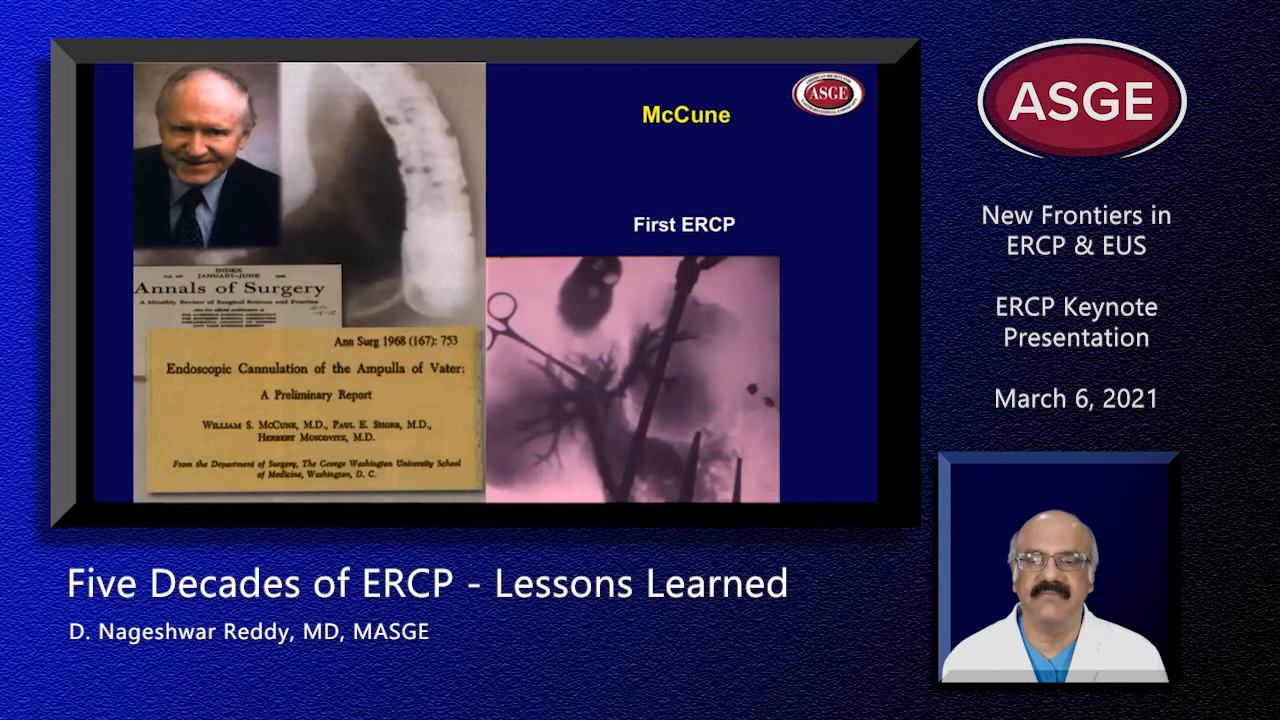 McCune
ASGE
First ERCP
INDEX
JANUARY-JUNE
Annals of Surgery
A Monthly Review of Surgical Science and Practice
Ann Surg 1968 (167): 753
Endoscopic Cannulation of the Ampulla of Vater:
A Preliminary Report
WILLIAM S. MCCUNE, M.D., PAUL E. SHORB, M.D.,
HERBERT MOSCOVITZ, M.D.
From the Department of Surgery, The George Washington University School
of Medicine, Washington, D. C.
ASGE
New Frontiers in
ERCP & EUS
ERCP Keynote
Presentation
March 6, 2021
Five Decades of ERCP - Lessons Learned
D. Nageshwar Reddy, MD, MASGE